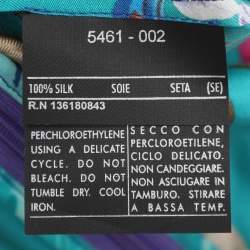 5461 - 002
100% SILK SOIE SETA (SE)
R.N 136180843
PERCHLOROETHYLENE
USING A DELICATE
CYCLE. DO NOT
BLEACH. DO NOT
TUMBLE DRY. COOL
IRON.
SECCO CON
PERCLOROETILENE,
CICLO DELICATO.
NON CANDEGGIARE.
NON ASCIUGARE IN
TAMBURO. STIRARE
A BASSA TEMP.